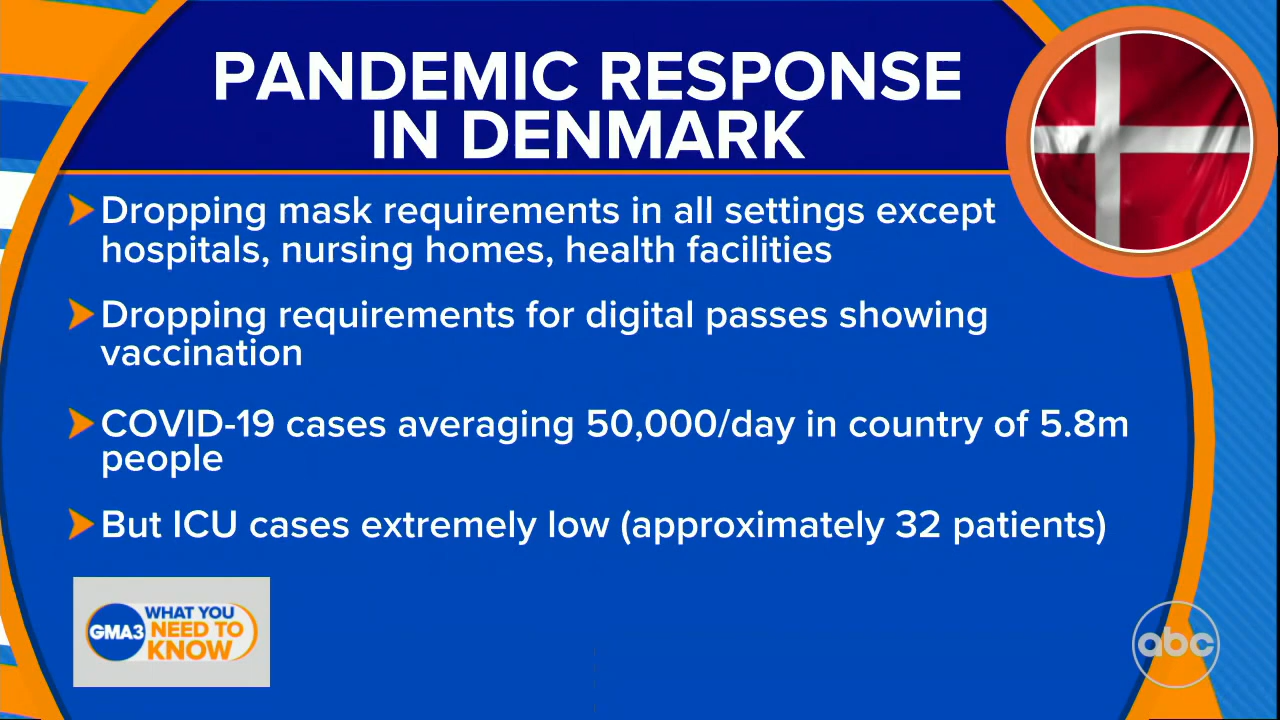 PANDEMIC RESPONSE
IN DENMARK
Dropping mask requirements in all settings except
hospitals, nursing homes, health facilities
Dropping requirements for digital passes showing
vaccination
COVID-19 cases averaging 50,000/day in country of 5.8m
people
But ICU cases extremely low (approximately 32 patients)
GMA3
WHAT YOU
NEED TO
KNOW
abc